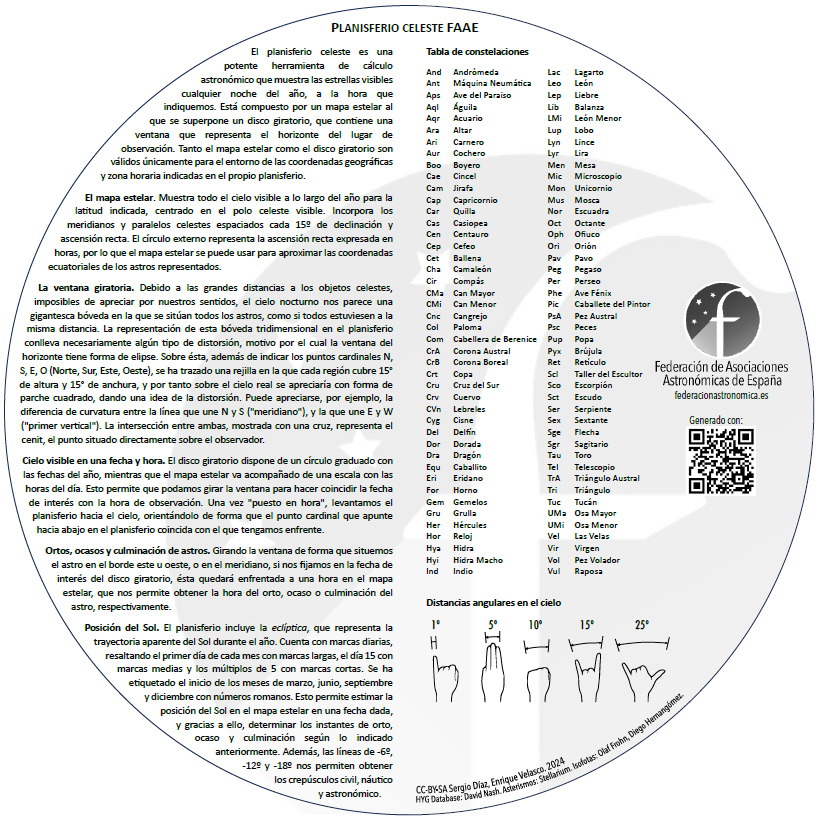 PLANISFERIO CELESTE FAAE
El planisferio celeste es una
potente herramienta de cálculo
astronómico que muestra las estrellas visibles
cualquier noche del año, a la hora que
indiquemos. Está compuesto por un mapa estelar al
que se superpone un disco giratorio, que contiene una
ventana que representa el horizonte del lugar de
observación. Tanto el mapa estelar como el disco giratorio son
válidos únicamente para el entorno de las coordenadas geográficas
y zona horaria indicadas en el propio planisferio.
El mapa estelar. Muestra todo el cielo visible a lo largo del año para la
latitud indicada, centrado en el polo celeste visible. Incorpora los
meridianos y paralelos celestes espaciados cada 15º de declinación y
ascensión recta. El círculo externo representa la ascensión recta expresada en
horas, por lo que el mapa estelar se puede usar para aproximar las coordenadas
ecuatoriales de los astros representados.
La ventana giratoria. Debido a las grandes distancias a los objetos celestes,
imposibles de apreciar por nuestros sentidos, el cielo nocturno nos parece una
gigantesca bóveda en la que se sitúan todos los astros, como si todos estuviesen a la
misma distancia. La representación de esta bóveda tridimensional en el planisferio
conlleva necesariamente algún tipo de distorsión, motivo por el cual la ventana del
horizonte tiene forma de elipse. Sobre ésta, además de indicar los puntos cardinales N,
S, E, O (Norte, Sur, Este, Oeste), se ha trazado una rejilla en la que cada región cubre 15°
de altura y 15° de anchura, y por tanto sobre el cielo real se apreciaría con forma de
parche cuadrado, dando una idea de la distorsión. Puede apreciarse, por ejemplo, la
diferencia de curvatura entre la línea que une N y S ("meridiano"), y la que une E y W
("primer vertical"). La intersección entre ambas, mostrada con una cruz, representa el
cenit, el punto situado directamente sobre el observador.
Cielo visible en una fecha y hora. El disco giratorio dispone de un círculo graduado con
las fechas del año, mientras que el mapa estelar va acompañado de una escala con las
horas del día. Esto permite que podamos girar la ventana para hacer coincidir la fecha
de interés con la hora de observación. Una vez "puesto en hora", levantamos el
planisferio hacia el cielo, orientándolo de forma que el punto cardinal que apunte
hacia abajo en el planisferio coincida con el que tengamos enfrente.
Ortos, ocasos y culminación de astros. Girando la ventana de forma que situemos
el astro en el borde este u oeste, o en el meridiano, si nos fijamos en la fecha de
interés del disco giratorio, ésta quedará enfrentada a una hora en el mapa
estelar, que nos permite obtener la hora del orto, ocaso o culminación del
astro, respectivamente.
Posición del Sol. El planisferio incluye la eclíptica, que representa la
trayectoria aparente del Sol durante el año. Cuenta con marcas diarias,
resaltando el primer día de cada mes con marcas largas, el día 15 con
marcas medias y los múltiplos de 5 con marcas cortas. Se ha
etiquetado el inicio de los meses de marzo, junio, septiembre
y diciembre con números romanos. Esto permite estimar la
posición del Sol en el mapa estelar en una fecha dada,
y gracias a ello, determinar los instantes de orto,
ocaso y culminación según lo indicado
anteriormente. Además, las líneas de -6º,
-12º y -18º nos permiten obtener
los crepúsculos civil, náutico
y astronómico.
Tabla de constelaciones
And Andrómeda Lac Lagarto
Ant Máquina Neumática Leo León
Aps Ave del Paraíso Lep Liebre
Aql Águila Lib Balanza
Aqr Acuario LMi León Menor
Ara Altar Lup Lobo
Ari Carnero Lyn Lince
Aur Cochero Lyr Lira
Boo Boyero Men Mesa
Cae Cincel Mic Microscopio
Cam Jirafa Mon Unicornio
Cap Capricornio Mus Mosca
Car Quilla Nor Escuadra
Cas Casiopea Oct Octante
Cen Centauro Oph Ofiuco
Cep Cefeo Ori Orión
Cet Ballena Pav Pavo
Cha Camaleón Peg Pegaso
Cir Compás Per Perseo
CMa Can Mayor Phe Ave Fénix
CMi Can Menor Pic Caballete del Pintor
Cnc Cangrejo PsA Pez Austral
Col Paloma Psc Peces
Com Cabellera de Berenice Pup Popa
CrA Corona Austral Pyx Brújula
CrB Corona Boreal Ret Retículo
Crt Copa Scl Taller del Escultor
Cru Cruz del Sur Sco Escorpión
Crv Cuervo Sct Escudo
CVn Lebreles Ser Serpiente
Cyg Cisne Sex Sextante
Del Delfín Sge Flecha
Dor Dorada Sgr Sagitario
Dra Dragón Tau Toro
Equ Caballito Tel Telescopio
Eri Eridano TrA Triángulo Austral
For Horno Tri Triángulo
Gem Gemelos Tuc Tucán
Gru Grulla UMa Osa Mayor
Her Hércules UMi Osa Menor
Hor Reloj Vel Las Velas
Hya Hidra Vir Virgen
Hyi Hidra Macho Vol Pez Volador
Ind Indio Vul Raposa
Federación de Asociaciones
Astronómicas de España
federacionastronomica.es
Generado con:
Distancias angulares en el cielo
1° 5° 10° 15° 25°
CC-BY-SA Sergio Díaz, Enrique Velasco. 2024
HYG Database: David Nash. Asterismos: Stellarium. Isofotas: Olaf Frohn, Diego Hernangómez.